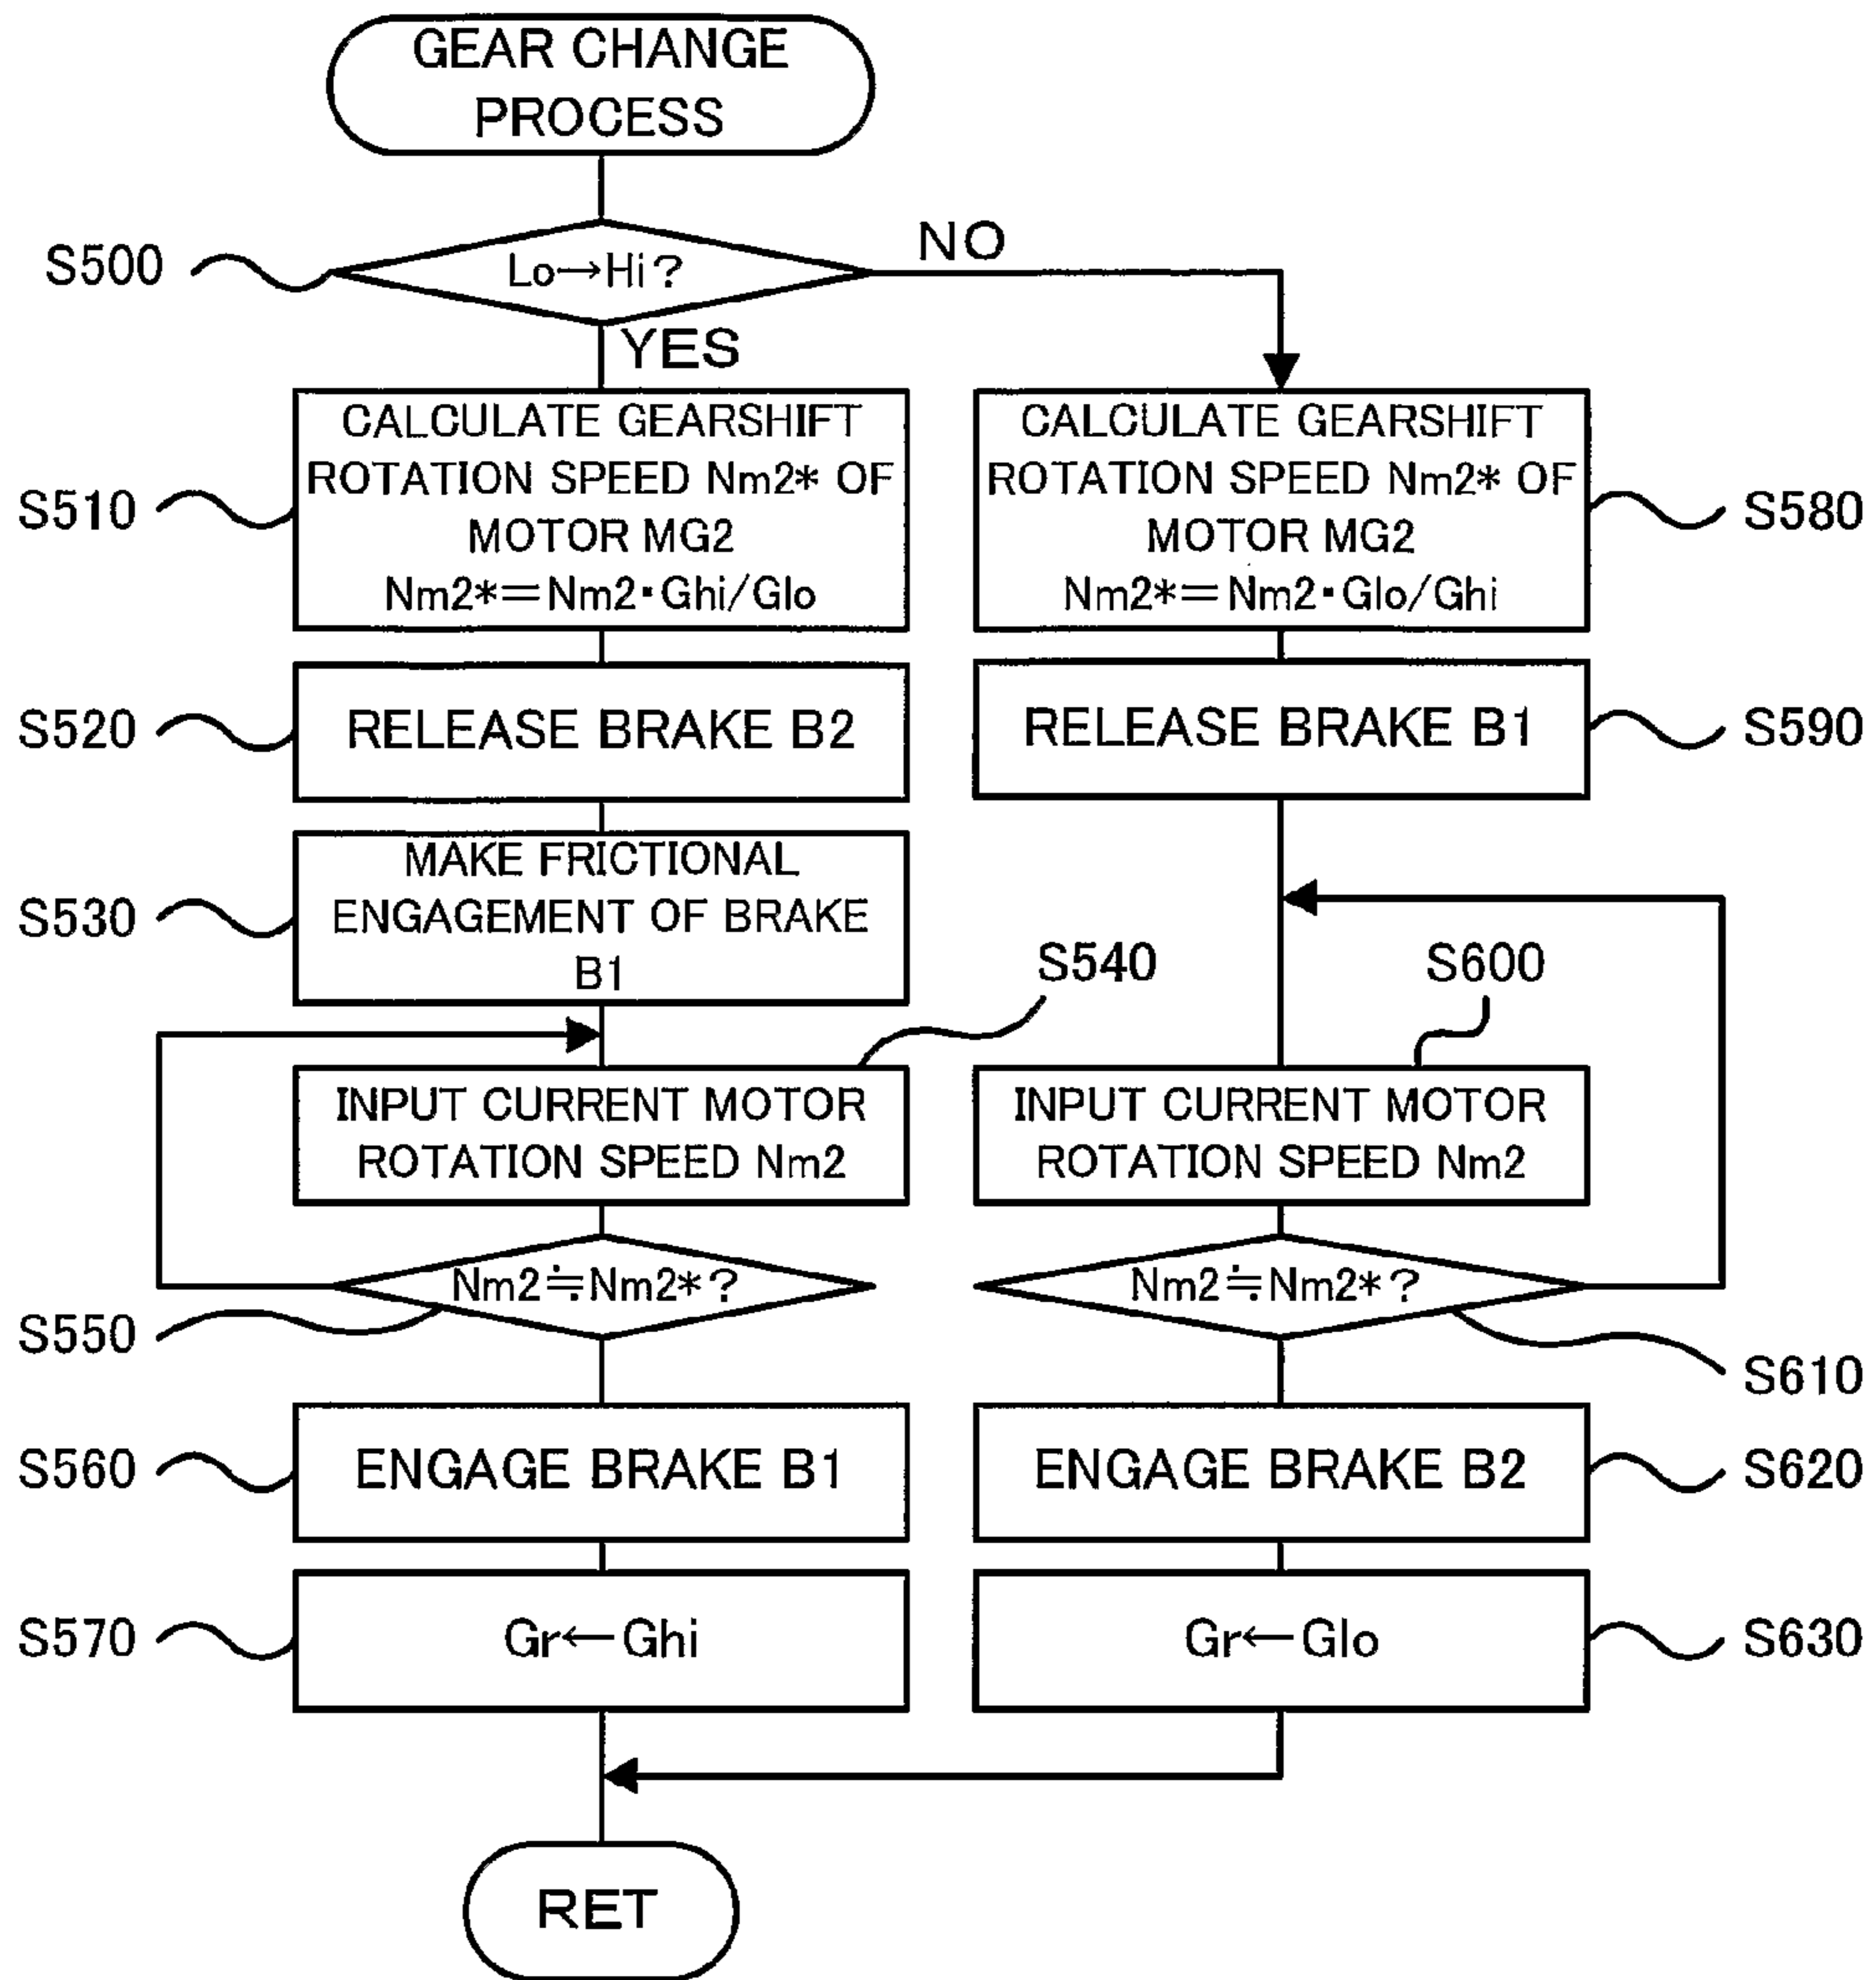 GEAR CHANGE
PROCESS
S500
Lo→Hi?
NO
YES
S510
CALCULATE GEARSHIFT
ROTATION SPEED Nm2* OF
MOTOR MG2
Nm2*=Nm2・Ghi/Glo
CALCULATE GEARSHIFT
ROTATION SPEED Nm2* OF
MOTOR MG2
Nm2*=Nm2・Glo/Ghi
S580
S520
RELEASE BRAKE B2
RELEASE BRAKE B1
S590
S530
MAKE FRICTIONAL
ENGAGEMENT OF BRAKE
B1
S540
S600
INPUT CURRENT MOTOR
ROTATION SPEED Nm2
INPUT CURRENT MOTOR
ROTATION SPEED Nm2
S550
Nm2≒Nm2*?
Nm2≒Nm2*?
S610
S560
ENGAGE BRAKE B1
ENGAGE BRAKE B2
S620
S570
Gr←Ghi
Gr←Glo
S630
RET